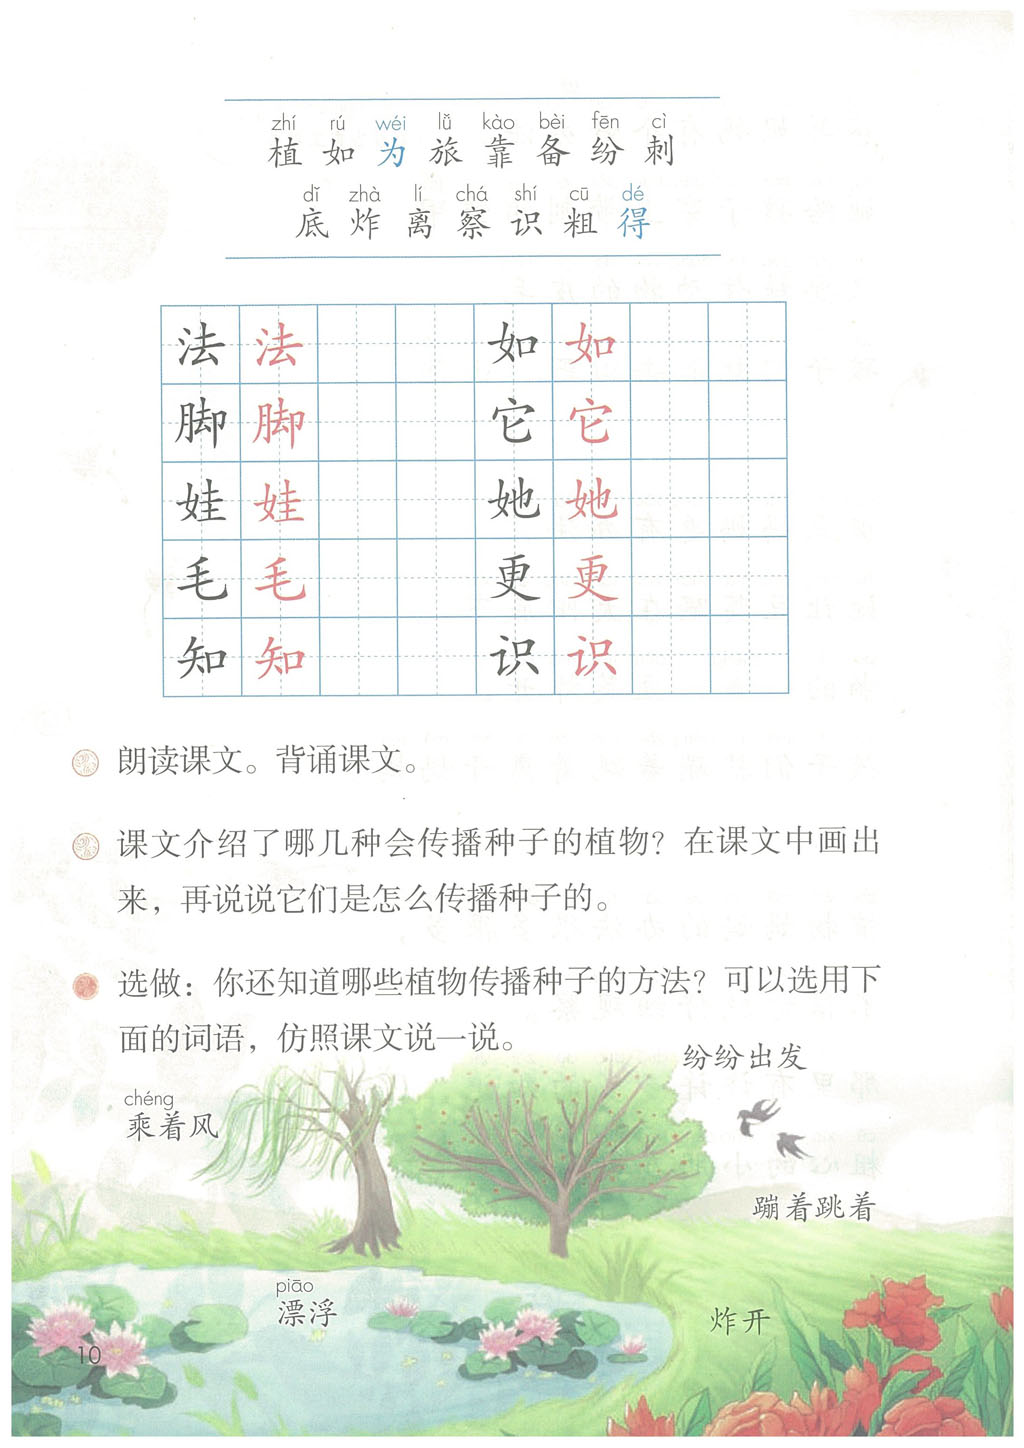 zhí rú wéi lǚ kào bèi fēn cì
植 如 为 旅 靠 备 纷 刺
dǐ zhà lí chá shí cū dé
底 炸 离 察 识 粗 得
法 法 如 如
脚 脚 它 它
娃 娃 她 她
毛 毛 更 更
知 知 识 识
朗读课文。背诵课文。
课文介绍了哪几种会传播种子的植物？在课文中画出
来，再说说它们是怎么传播种子的。
选做：你还知道哪些植物传播种子的方法？可以选用下
面的词语，仿照课文说一说。
纷纷出发
chéng
乘着风
蹦着跳着
piāo
漂浮
炸开
10